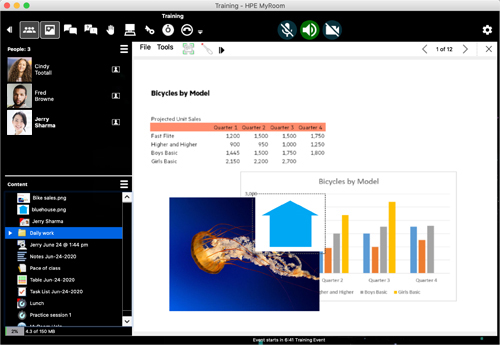 Training - HPE MyRoom
Training
People: 3
Cindy
Tootall
Fred
Browne
Jerry
Sharma
Content
Bike sales.png
bluehouse.png
Jerry Sharma
Daily work
Jerry June 24 @ 1:44 pm
Notes Jun-24-2020
Pace of class
Table Jun-24-2020
Task List Jun-24-2020
Lunch
Practice session 1
2%
4.3 of 150 MB
File Tools
1 of 12
Bicycles by Model
Projected Unit Sales
Quarter 1 Quarter 2 Quarter 3 Quarter 4
Fast Flite 1,200 1,500 1,500 1,750
Higher and Higher 900 950 1,000 1,250
Boys Basic 1,445 1,500 1,750 1,800
Girls Basic 2,150 2,200 2,700
Bicycles by Model
Quarter 2 Quarter 3 Quarter 4
gher and Higher Boys Basic Girls Basic
Event starts in 6:41 Training Event